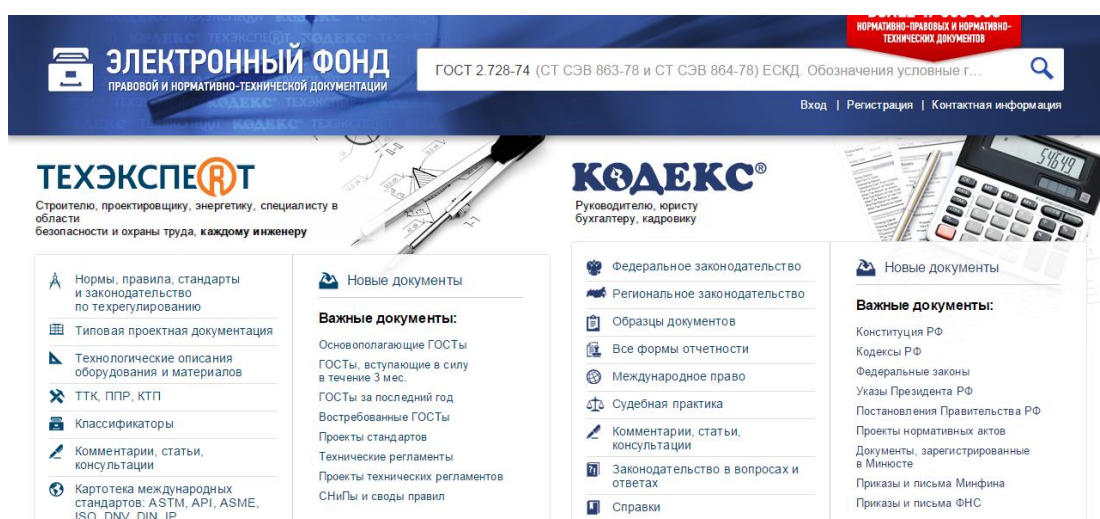 НОРМАТИВНО-ПРАВОВЫХ И НОРМАТИВНО-
ТЕХНИЧЕСКИХ ДОКУМЕНТОВ
ЭЛЕКТРОННЫЙ ФОНД
ПРАВОВОЙ И НОРМАТИВНО-ТЕХНИЧЕСКОЙ ДОКУМЕНТАЦИИ
ГОСТ 2.728-74 (СТ СЭВ 863-78 и СТ СЭВ 864-78) ЕСКД. Обозначения условные г...
Вход | Регистрация | Контактная информация
ТЕХЭКСПЕRТ
Строителю, проектировщику, энергетику, специалисту в
области
безопасности и охраны труда, каждому инженеру
Нормы, правила, стандарты
и законодательство
по техрегулированию
Типовая проектная документация
Технологические описания
оборудования и материалов
ТТК, ППР, КТП
Классификаторы
Комментарии, статьи,
консультации
Картотека международных
стандартов: ASTM, API, ASME,
ISO, DNV, DIN, IP
Новые документы
Важные документы:
Основополагающие ГОСТы
ГОСТы, вступающие в силу
в течение 3 мес.
ГОСТы за последний год
Востребованные ГОСТы
Проекты стандартов
Технические регламенты
Проекты технических регламентов
СНиПы и своды правил
КОДЕКС®
Руководителю, юристу
бухгалтеру, кадровику
Федеральное законодательство
Региональное законодательство
Образцы документов
Все формы отчетности
Международное право
Судебная практика
Комментарии, статьи,
консультации
Законодательство в вопросах и
ответах
Справки
Новые документы
Важные документы:
Конституция РФ
Кодексы РФ
Федеральные законы
Указы Президента РФ
Постановления Правительства РФ
Проекты нормативных актов
Документы, зарегистрированные
в Минюсте
Приказы и письма Минфина
Приказы и письма ФНС